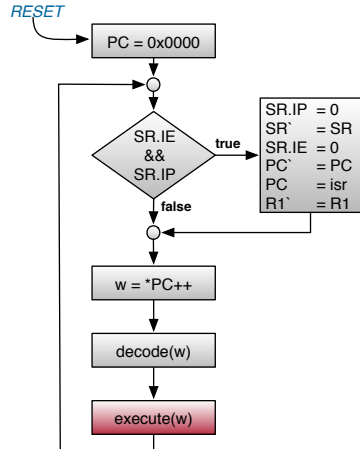 RESET
PC = 0x0000
SR.IE
&&
SR.IP
true
false
SR.IP = 0
SR` = SR
SR.IE = 0
PC` = PC
PC = isr
R1` = R1
w = *PC++
decode(w)
execute(w)